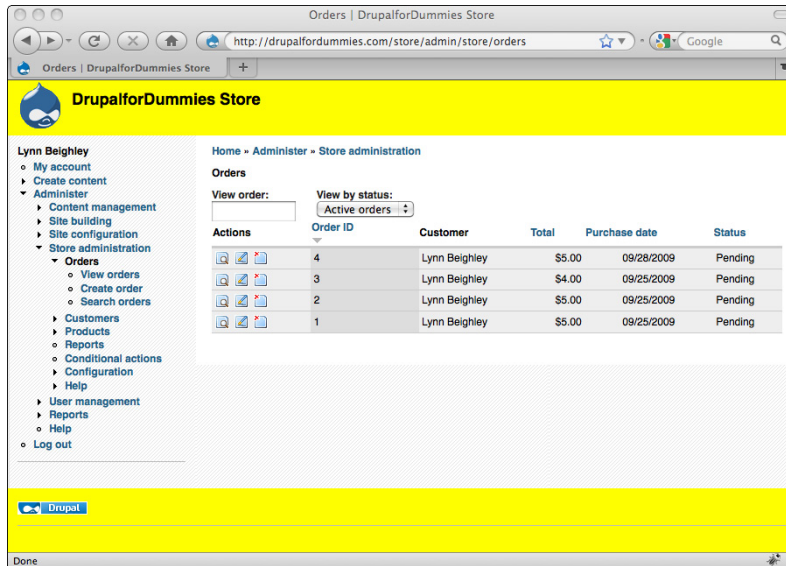 Orders | DrupalforDummies Store
http://drupalfordummies.com/store/admin/store/orders
Google
Orders | DrupalforDummies Store
DrupalforDummies Store
Lynn Beighley
My account
Create content
Administer
Content management
Site building
Site configuration
Store administration
Orders
View orders
Create order
Search orders
Customers
Products
Reports
Conditional actions
Configuration
Help
User management
Reports
Help
Log out
Home » Administer » Store administration
Orders
View order: View by status:
Active orders
Actions Order ID Customer Total Purchase date Status
4 Lynn Beighley $5.00 09/28/2009 Pending
3 Lynn Beighley $4.00 09/25/2009 Pending
2 Lynn Beighley $5.00 09/25/2009 Pending
1 Lynn Beighley $5.00 09/25/2009 Pending
Drupal
Done